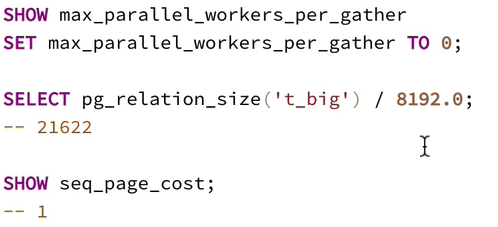 SHOW max_parallel_workers_per_gather
SET max_parallel_workers_per_gather TO 0;
SELECT pg_relation_size('t_big') / 8192.0;
-- 21622
SHOW seq_page_cost;
-- 1